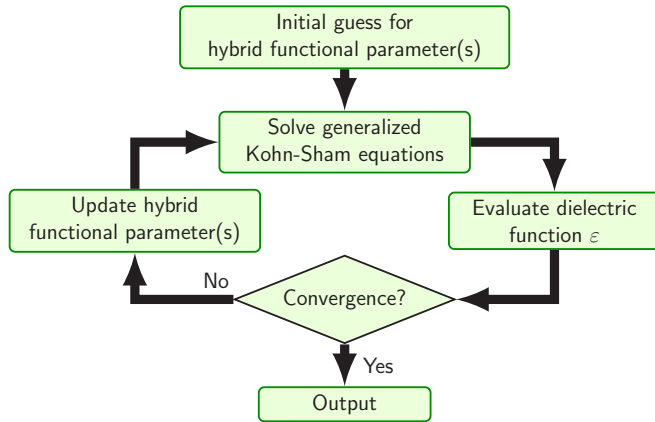 Initial guess for
hybrid functional parameter(s)
Solve generalized
Kohn-Sham equations
Update hybrid
functional parameter(s)
Evaluate dielectric
function ε
No
Convergence?
Yes
Output